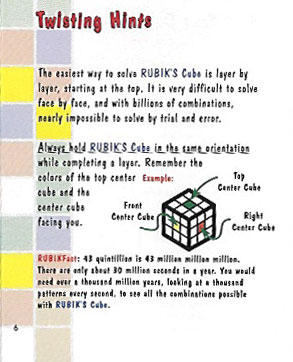 Twisting Hints
The easiest way to solve RUBIK'S Cube is layer by
layer, starting at the top. It is very difficult to solve
face by face, and with billions of combinations,
nearly impossible to solve by trial and error.
Always hold RUBIK'S Cube in the same orientation
while completing a layer. Remember the
colors of the top center
cube and the
center cube
facing you.
Example:
Top
Center Cube
Front
Center Cube
Right
Center Cube
RUBIKFact: 43 quintillion is 43 million million million.
There are only about 30 million seconds in a year. You would
need over a thousand million years, looking at a thousand
patterns every second, to see all the combinations possible
with RUBIK'S Cube.
6